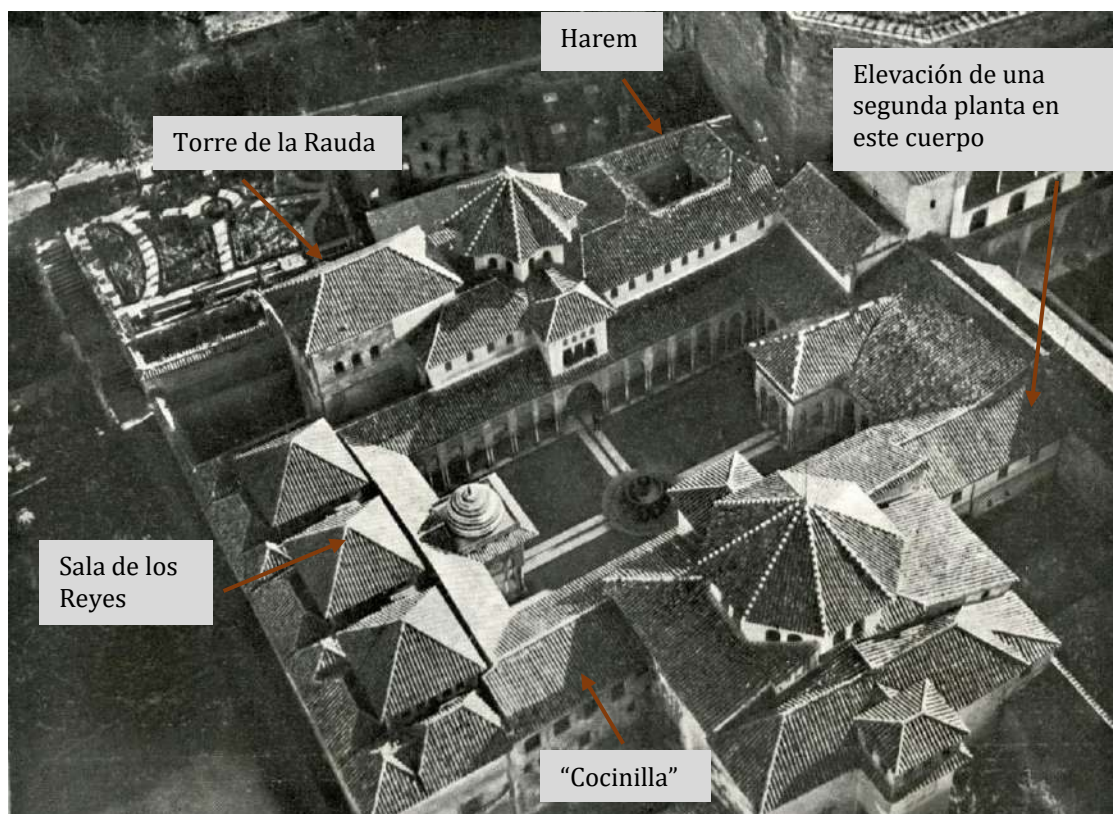 Harem
Elevación de una
segunda planta en
este cuerpo
Torre de la Rauda
Sala de los
Reyes
“Cocinilla”